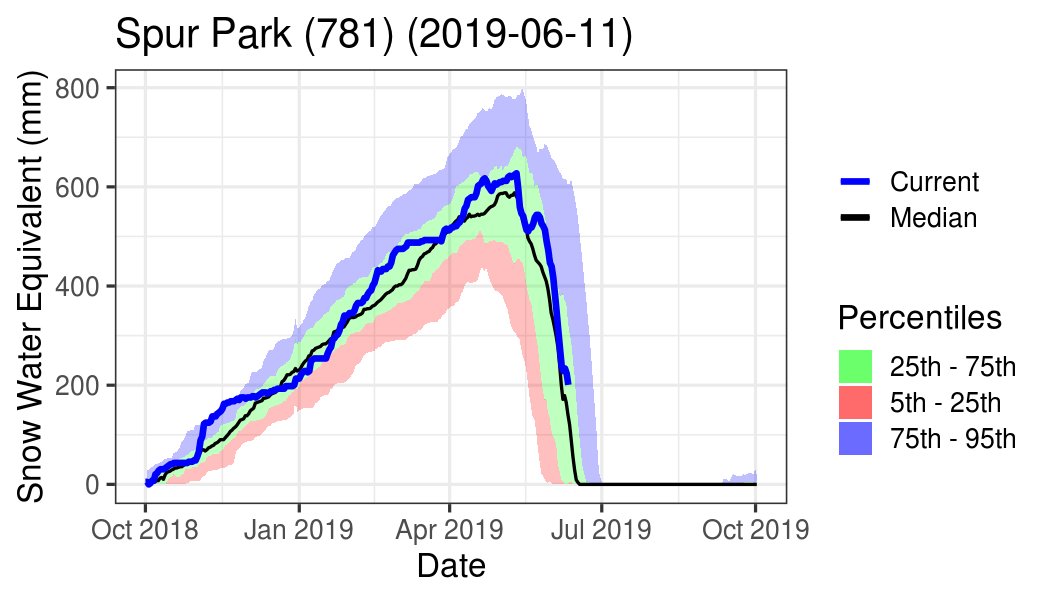 Spur Park (781) (2019-06-11)
Snow Water Equivalent (mm)
800
600
400
200
0
Oct 2018
Jan 2019
Apr 2019
Jul 2019
Oct 2019
Date
Current
Median
Percentiles
25th - 75th
5th - 25th
75th - 95th